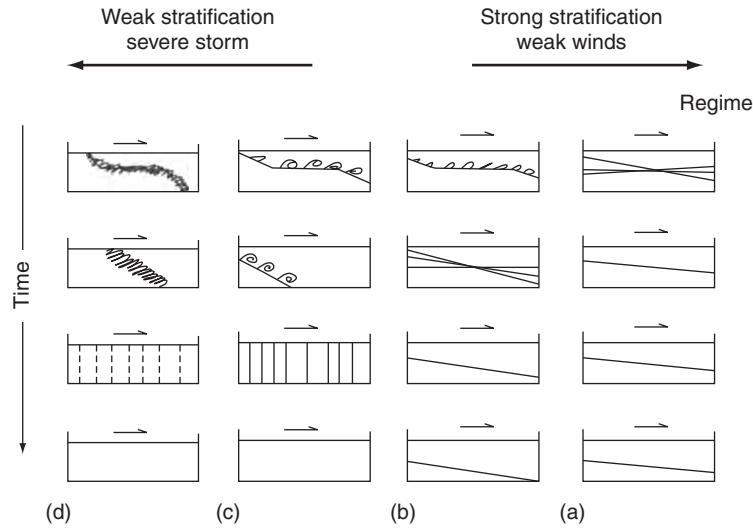 Weak stratification
severe storm
Strong stratification
weak winds
Regime
Time
(d)
(c)
(b)
(a)